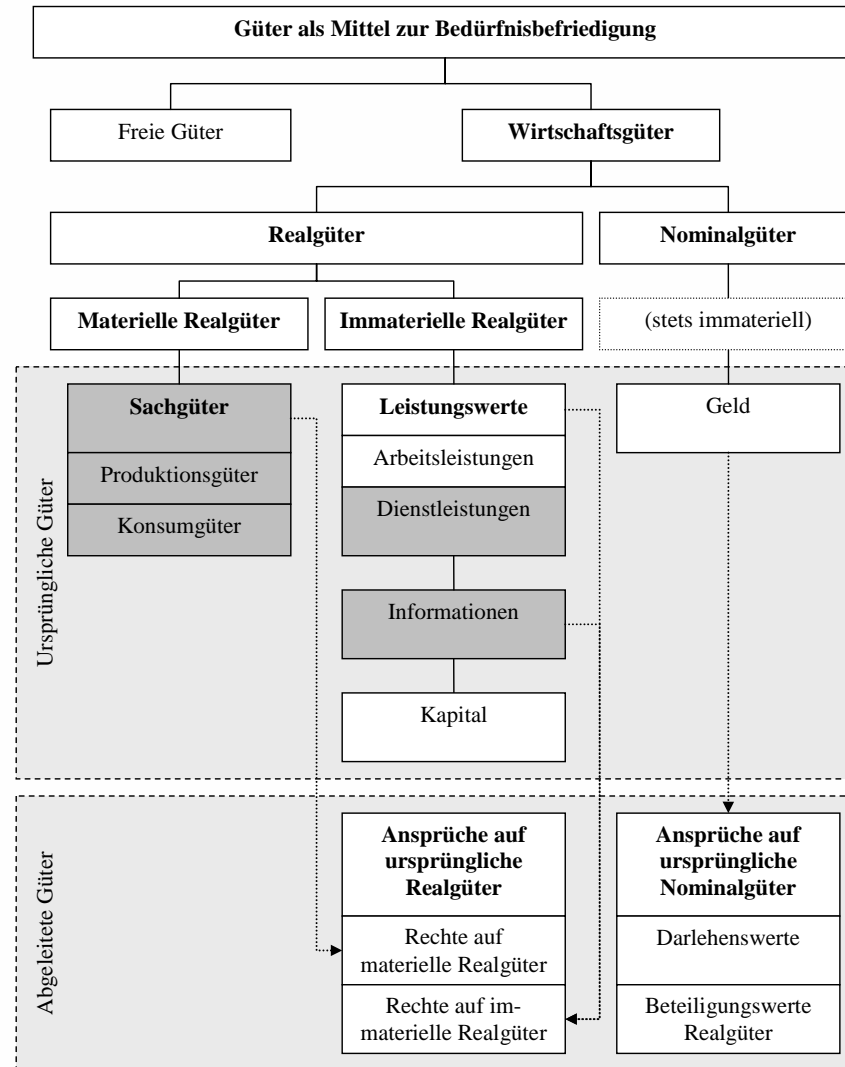 Güter als Mittel zur Bedürfnisbefriedigung
Freie Güter
Wirtschaftsgüter
Realgüter
Nominalgüter
Materielle Realgüter
Immaterielle Realgüter
(stets immateriell)
Ursprüngliche Güter
Sachgüter
Produktionsgüter
Konsumgüter
Leistungswerte
Arbeitsleistungen
Dienstleistungen
Informationen
Kapital
Geld
Abgeleitete Güter
Ansprüche auf
ursprüngliche
Realgüter
Rechte auf
materielle Realgüter
Rechte auf im-
materielle Realgüter
Ansprüche auf
ursprüngliche
Nominalgüter
Darlehenswerte
Beteiligungswerte
Realgüter